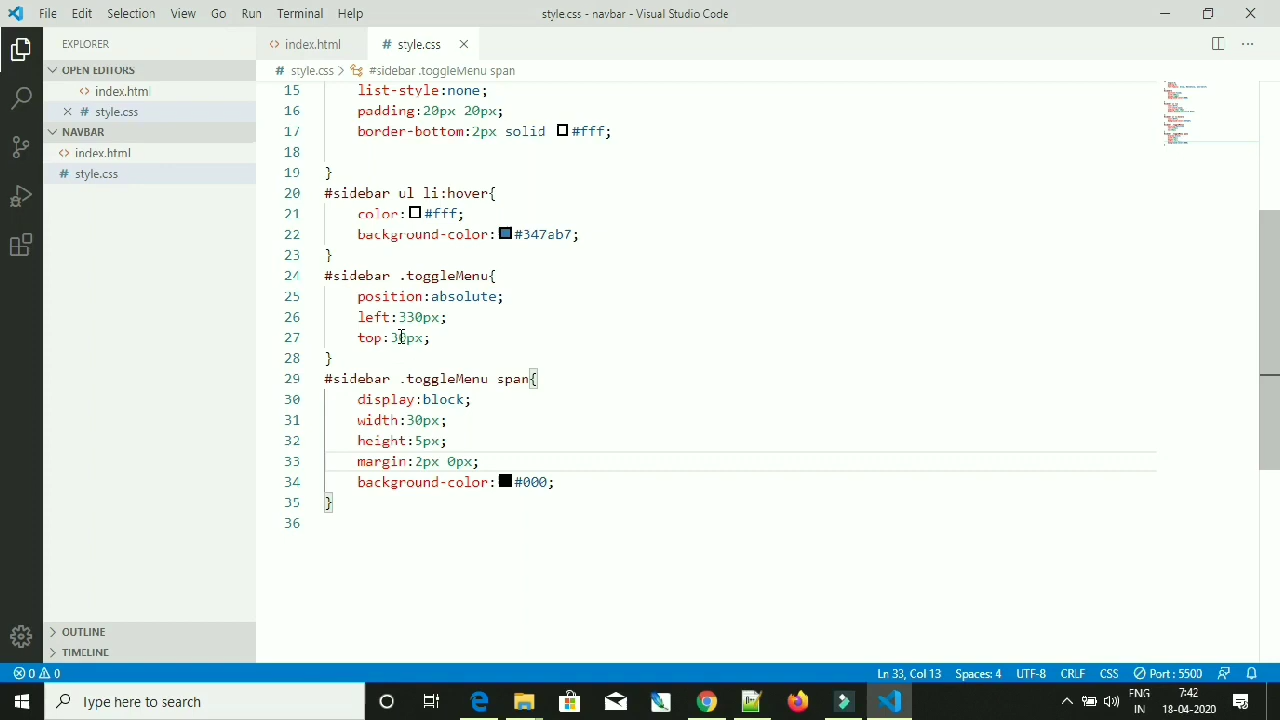 File Edit Selection View Go Run Terminal Help
style.css - navbar - Visual Studio Code
EXPLORER
index.html
# style.css
OPEN EDITORS
# style.css > #sidebar .toggleMenu span
index.html
# style.css
NAVBAR
index.html
# style.css
15 list-style:none;
16 padding:20px 20px;
17 border-bottom:2px solid #fff;
18
19 }
20 #sidebar ul li:hover{
21 color: #fff;
22 background-color: #347ab7;
23 }
24 #sidebar .toggleMenu{
25 position:absolute;
26 left:330px;
27 top:30px;
28 }
29 #sidebar .toggleMenu span{
30 display:block;
31 width:30px;
32 height:5px;
33 margin:2px 0px;
34 background-color: #000;
35 }
36
OUTLINE
TIMELINE
0 0
Ln 33, Col 13 Spaces: 4 UTF-8 CRLF CSS Port : 5500
Type here to search
ENG
IN
7:42
18-04-2020